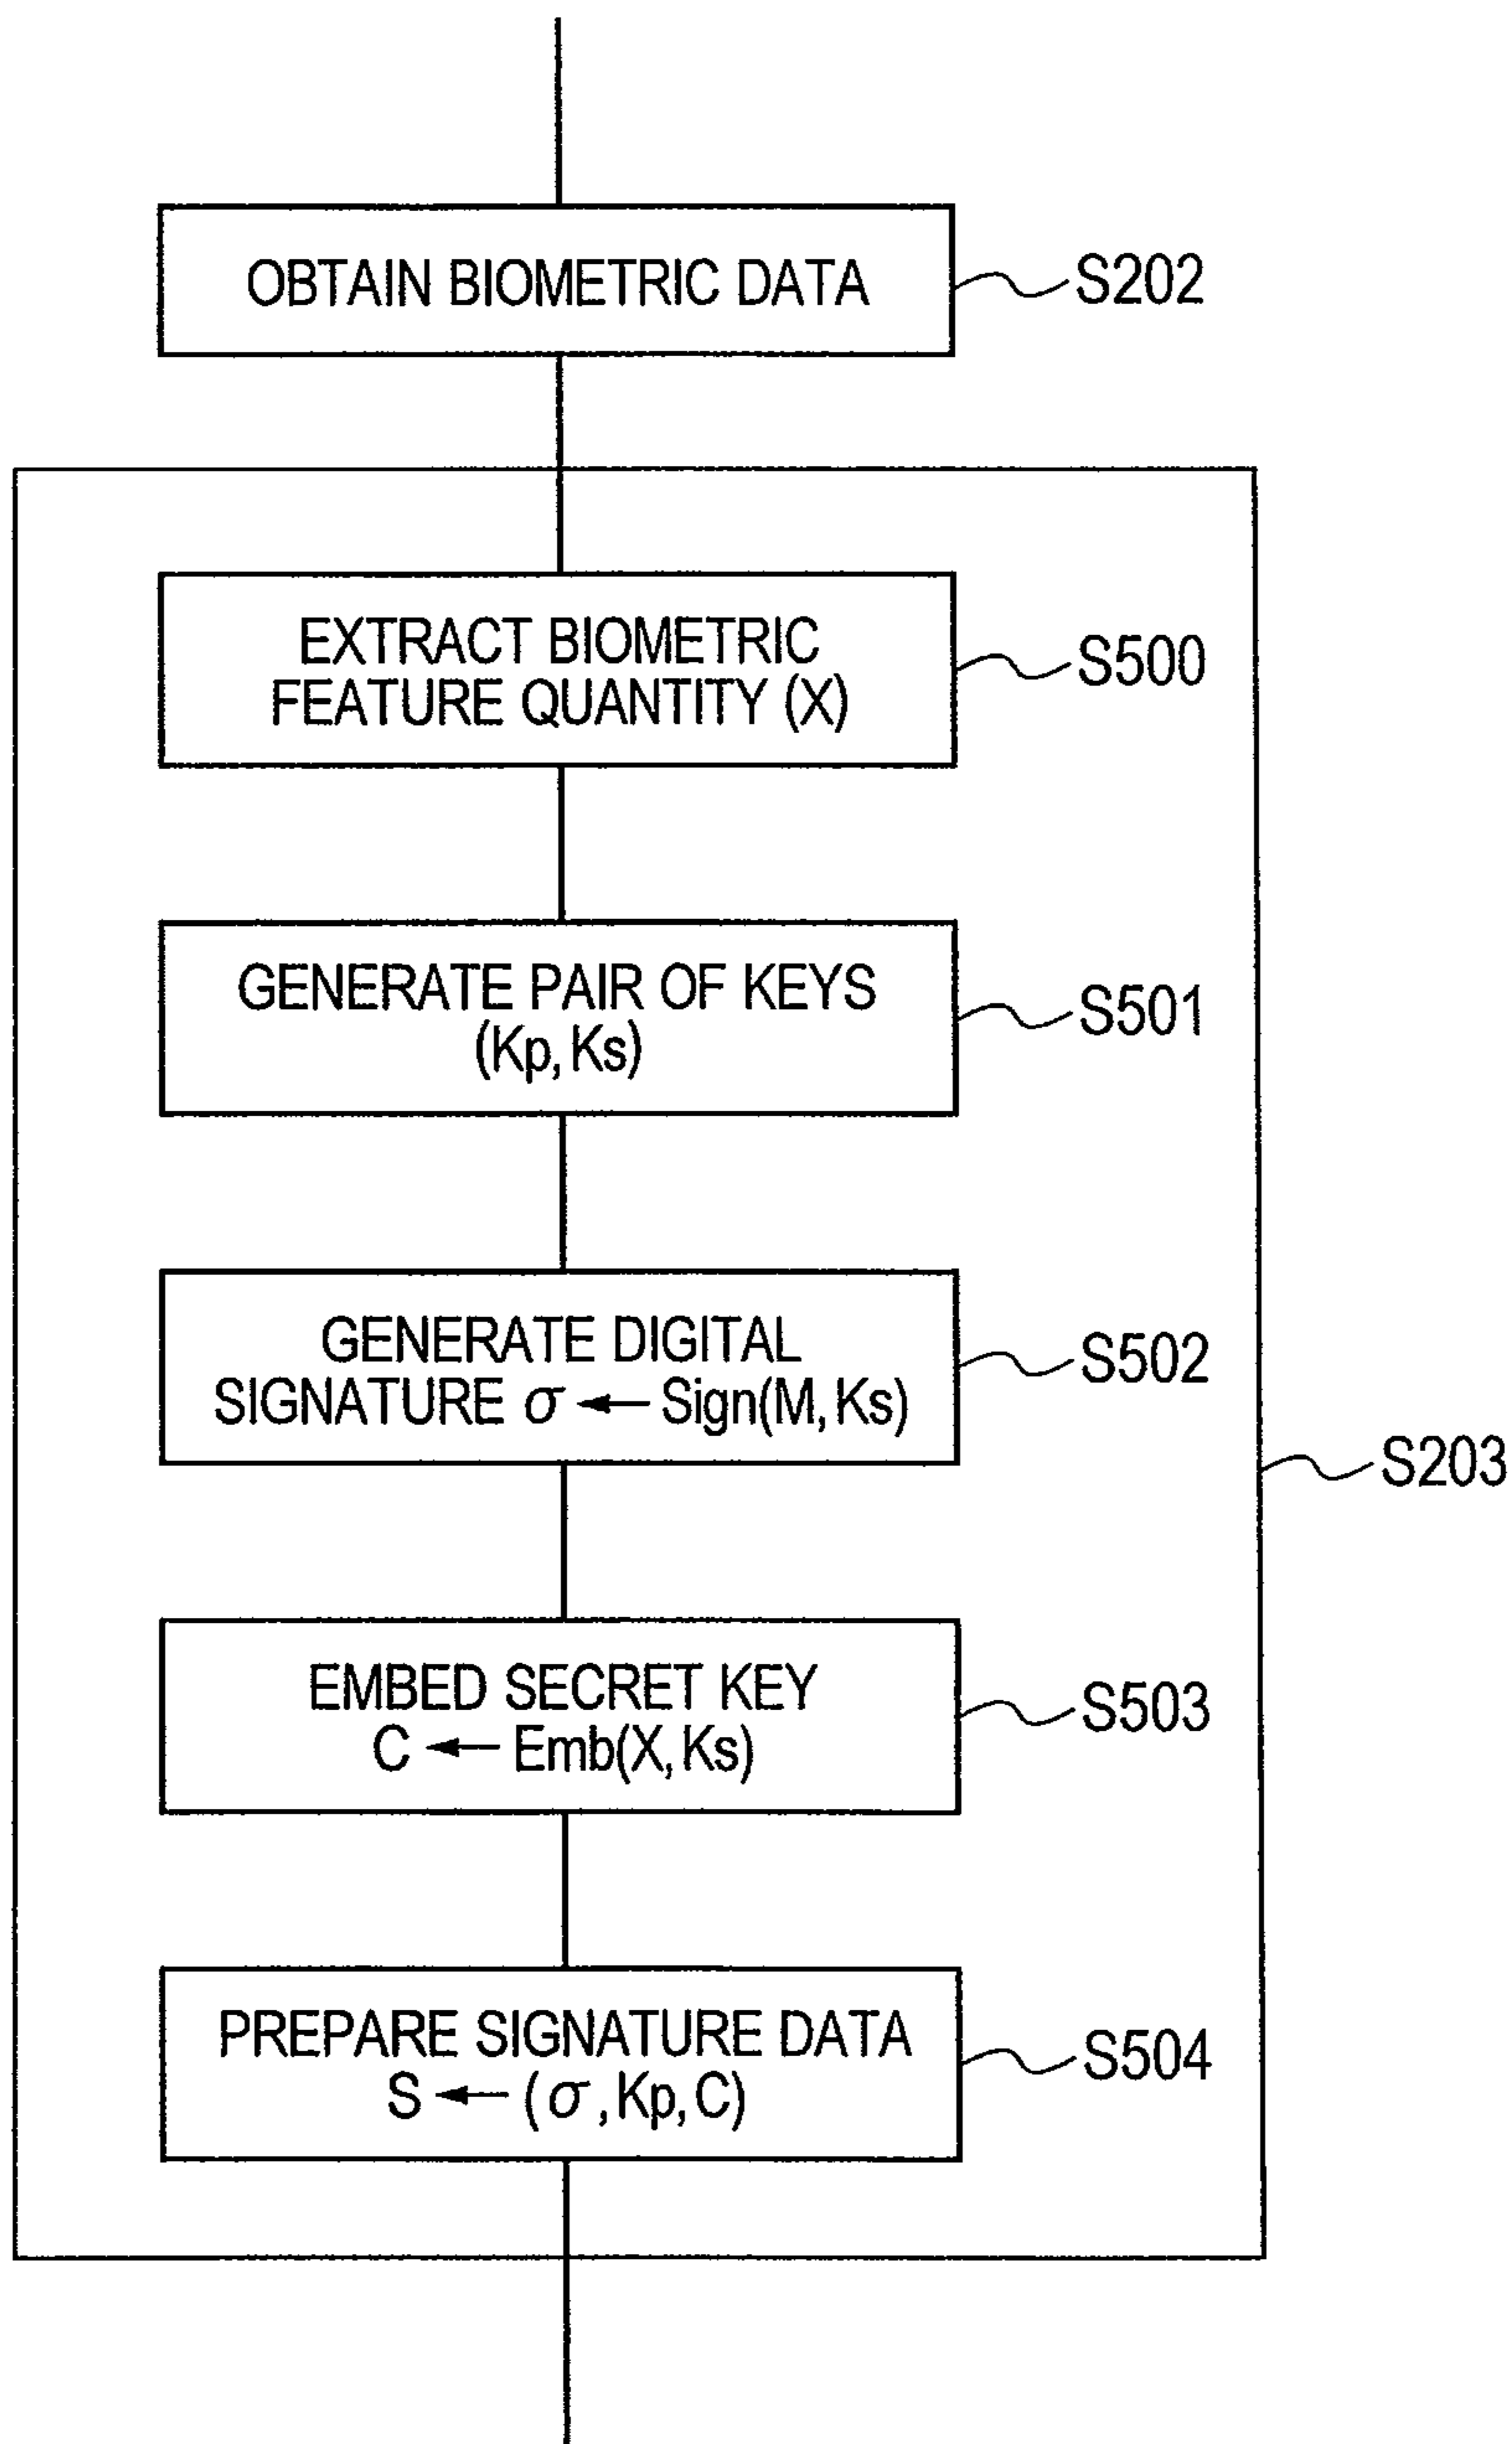 OBTAIN BIOMETRIC DATA
S202
EXTRACT BIOMETRIC
FEATURE QUANTITY (X)
S500
GENERATE PAIR OF KEYS
(Kp, Ks)
S501
GENERATE DIGITAL
SIGNATURE σ ← Sign(M, Ks)
S502
S203
EMBED SECRET KEY
C ← Emb(X, Ks)
S503
PREPARE SIGNATURE DATA
S ← (σ, Kp, C)
S504